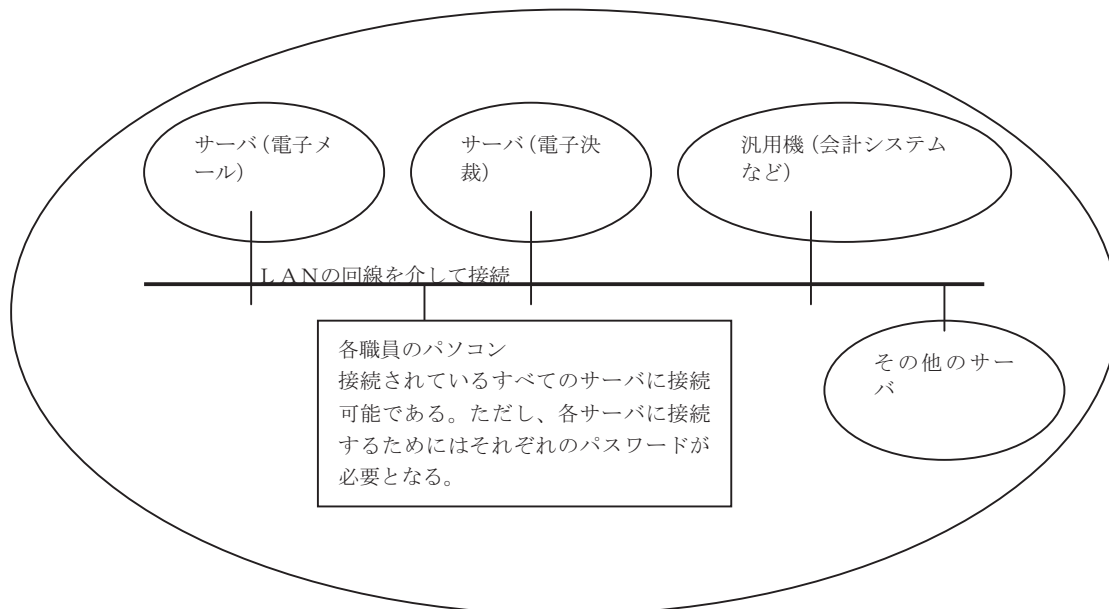 サーバ（電子メ
ール）
サーバ（電子決
裁）
汎用機（会計システム
など）
ＬＡＮの回線を介して接続
各職員のパソコン
接続されているすべてのサーバに接続
可能である。ただし、各サーバに接続
するためにはそれぞれのパスワードが
必要となる。
その他のサー
バ